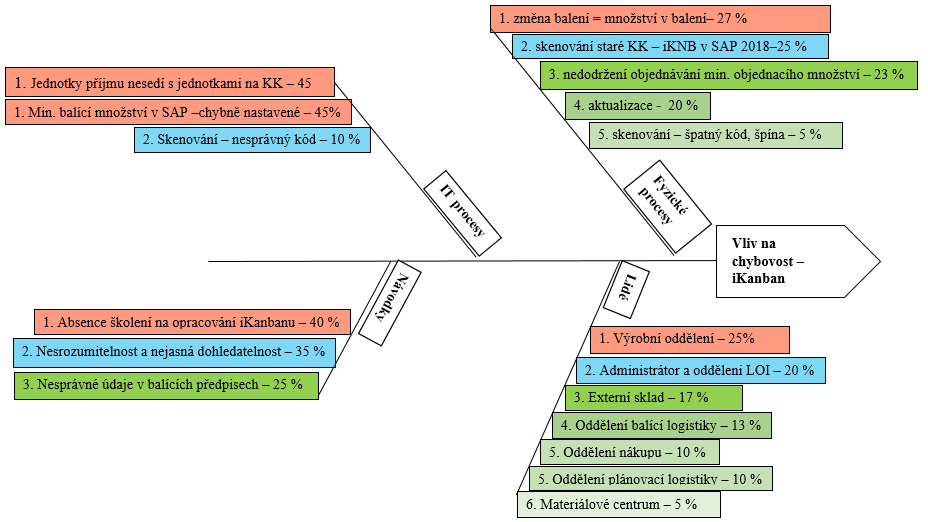 1. změna balení = množství v balení– 27 %
2. skenování staré KK – iKNB v SAP 2018–25 %
3. nedodržení objednávání min. objednacího množství – 23 %
4. aktualizace - 20 %
5. skenování – špatný kód, špína – 5 %
1. Jednotky příjmu nesedí s jednotkami na KK – 45
1. Min. balící množství v SAP –chybně nastavené – 45%
2. Skenování – nesprávný kód – 10 %
IT procesy
Fyzické
procesy
Vliv na
chybovost –
iKanban
Návodky
Lidé
1. Absence školení na opracování iKanbanu – 40 %
2. Nesrozumitelnost a nejasná dohledatelnost – 35 %
3. Nesprávné údaje v balících předpisech – 25 %
1. Výrobní oddělení – 25%
2. Administrátor a oddělení LOI – 20 %
3. Externí sklad – 17 %
4. Oddělení balící logistiky – 13 %
5. Oddělení nákupu – 10 %
5. Oddělení plánovací logistiky – 10 %
6. Materiálové centrum – 5 %